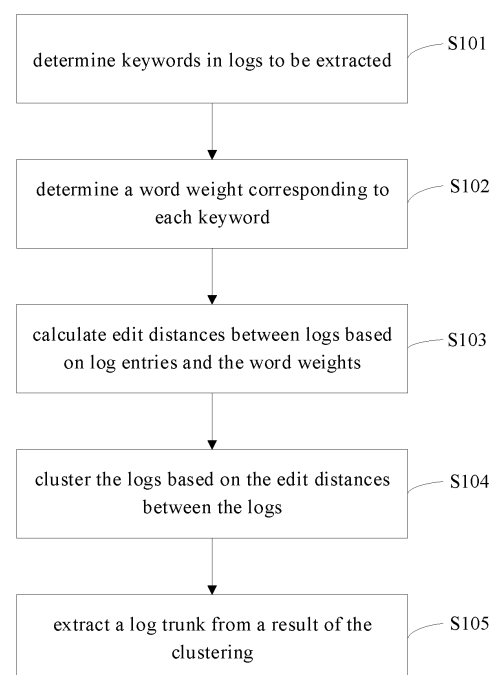 determine keywords in logs to be extracted
S101
determine a word weight corresponding to
each keyword
S102
calculate edit distances between logs based
on log entries and the word weights
S103
cluster the logs based on the edit distances
between the logs
S104
extract a log trunk from a result of the
clustering
S105